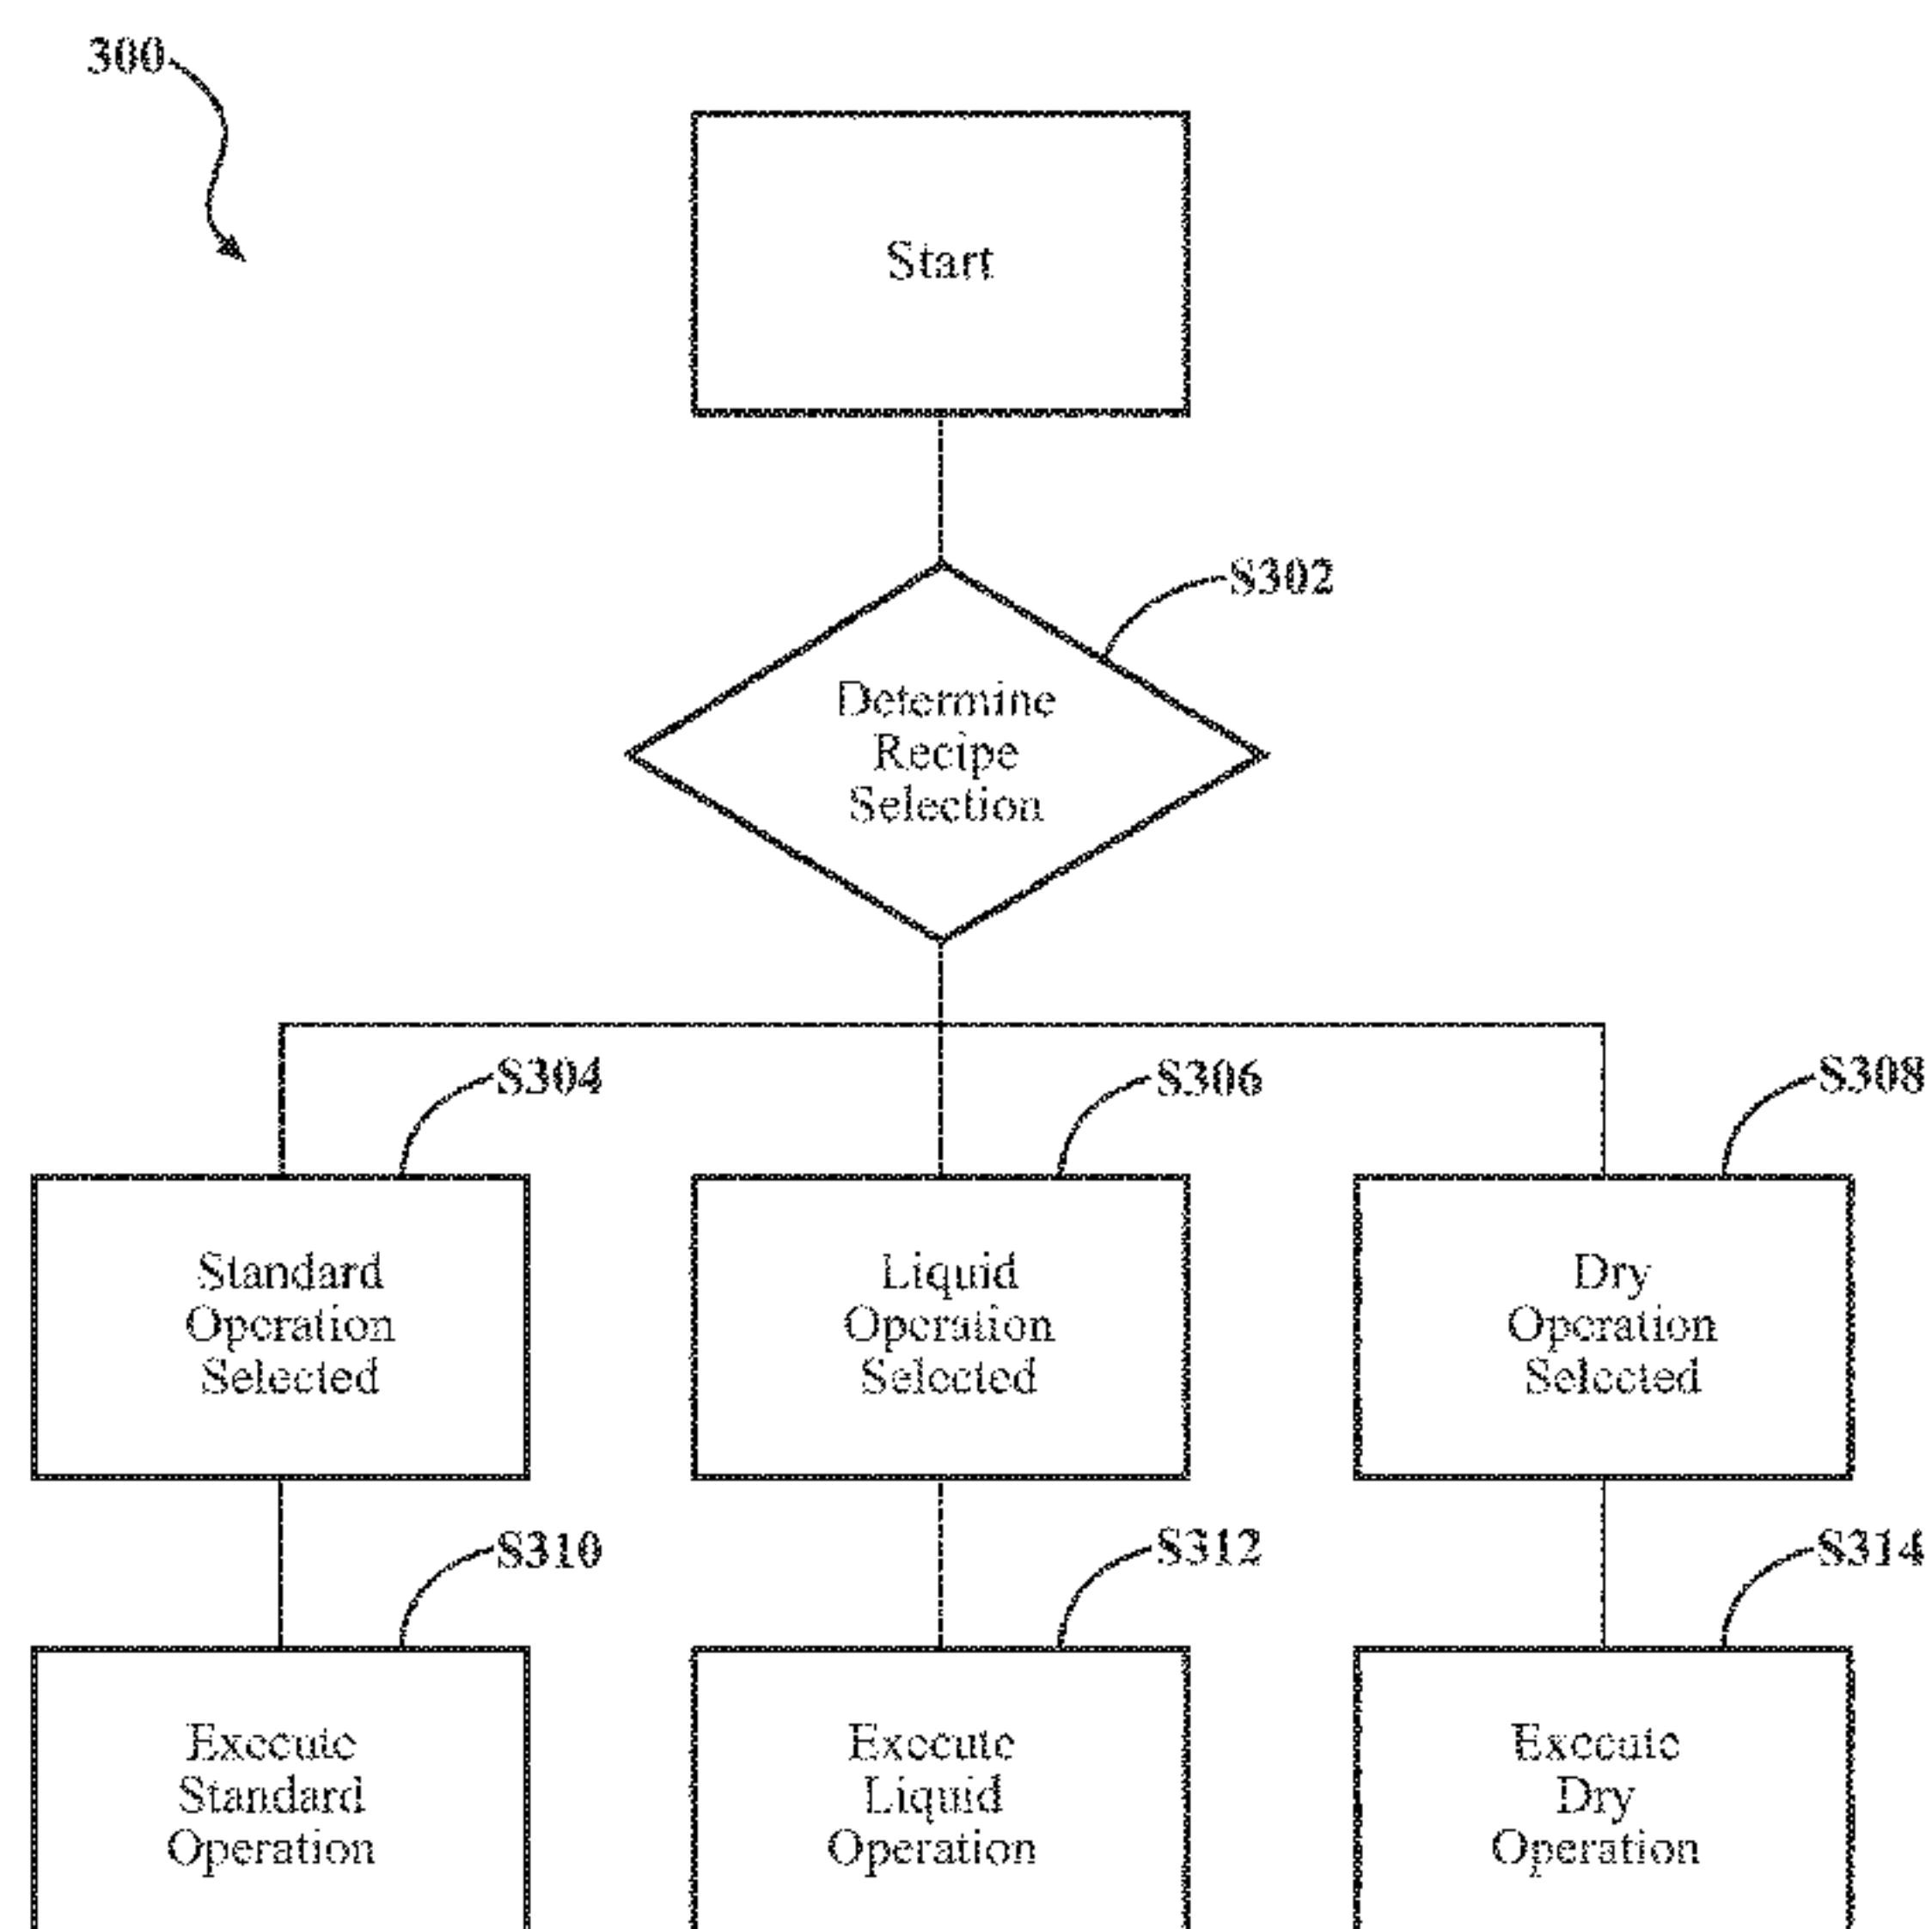 300
Start
S302
Determine
Recipe
Selection
S304
S306
S308
Standard
Operation
Selected
Liquid
Operation
Selected
Dry
Operation
Selected
S310
S312
S314
Execute
Standard
Operation
Execute
Liquid
Operation
Execute
Dry
Operation